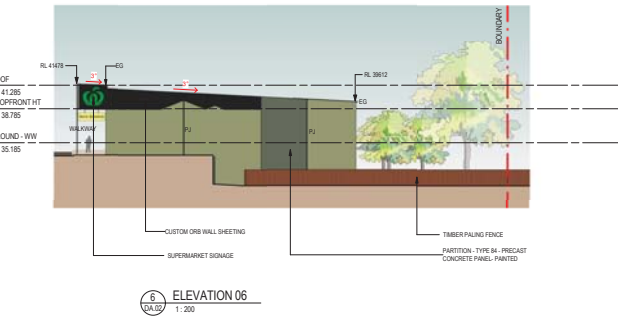 BOUNDARY
RL 41478
3°
EG
3°
RL 39612
OF
41.285
EG
OPFRONT HT
38.785
WALKWAY
PJ
PJ
OUND - WW
35.185
CUSTOM ORB WALL SHEETING
TIMBER PALING FENCE
SUPERMARKET SIGNAGE
PARTITION - TYPE 84 - PRECAST
CONCRETE PANEL- PAINTED
6
DA.02
ELEVATION 06
1 : 200